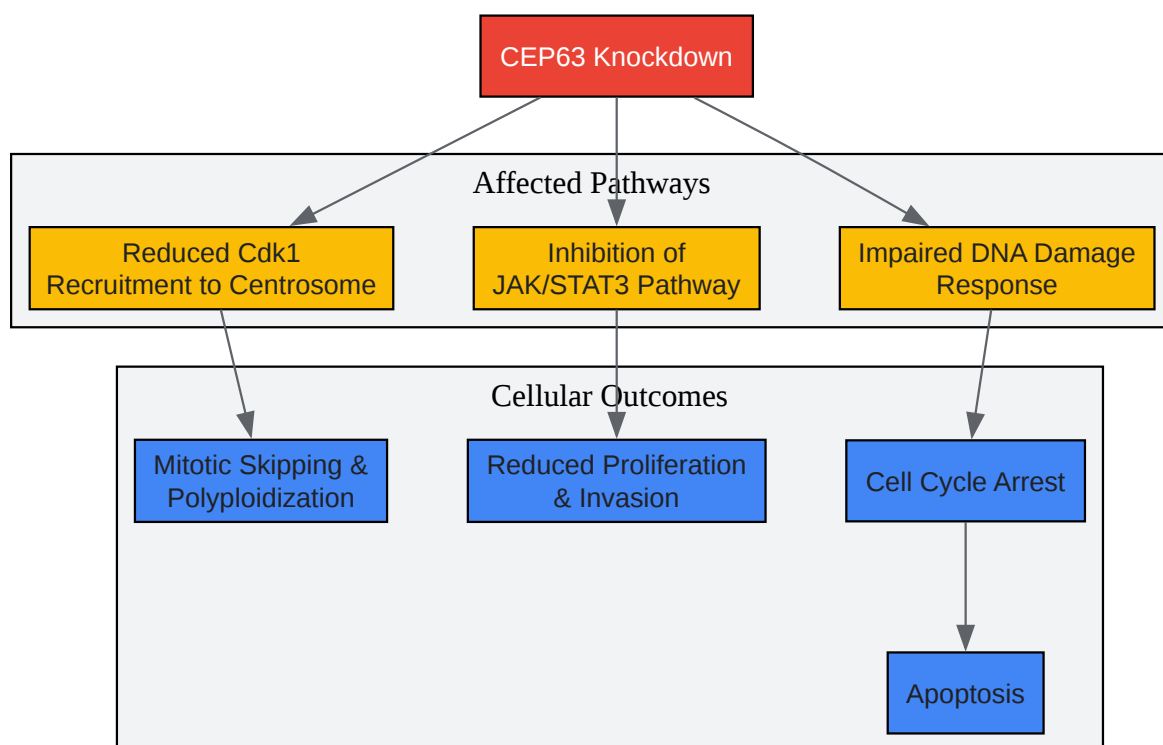 CEP63 Knockdown
Affected Pathways
Reduced Cdk1
Recruitment to Centrosome
Inhibition of
JAK/STAT3 Pathway
Impaired DNA Damage
Response
Cellular Outcomes
Mitotic Skipping &
Polyploidization
Reduced Proliferation
& Invasion
Cell Cycle Arrest
Apoptosis